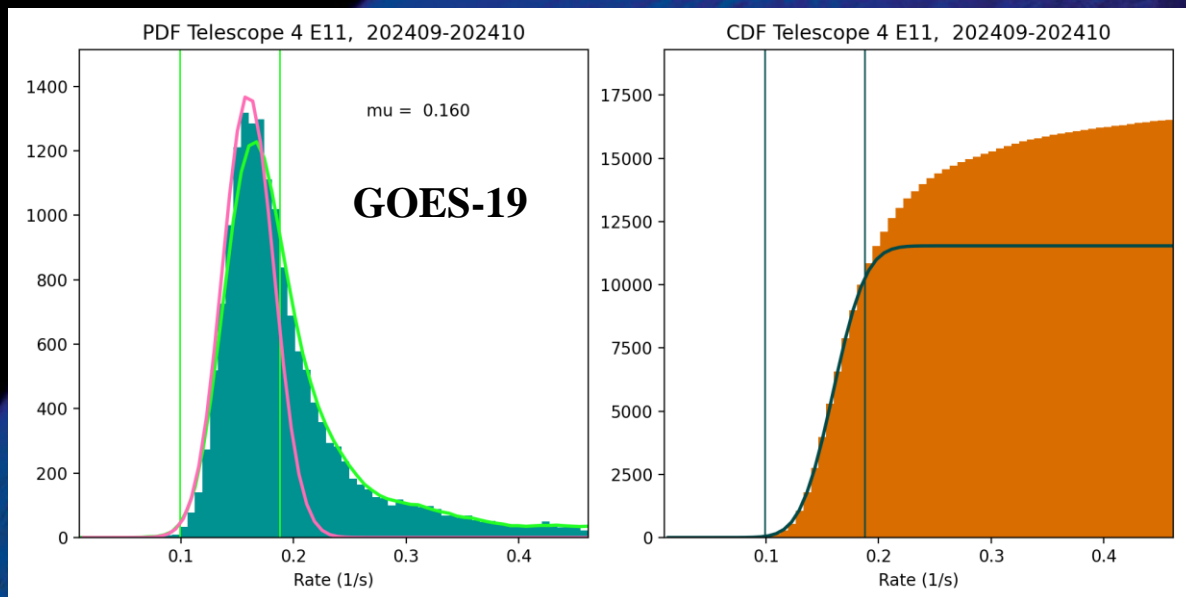 PDF Telescope 4 E11,  202409-202410
1400
1200
1000
800
600
400
200
0
mu =  0.160
GOES-19
0.1 0.2 0.3 0.4
Rate (1/s)
CDF Telescope 4 E11,  202409-202410
17500
15000
12500
10000
7500
5000
2500
0
0.1 0.2 0.3 0.4
Rate (1/s)